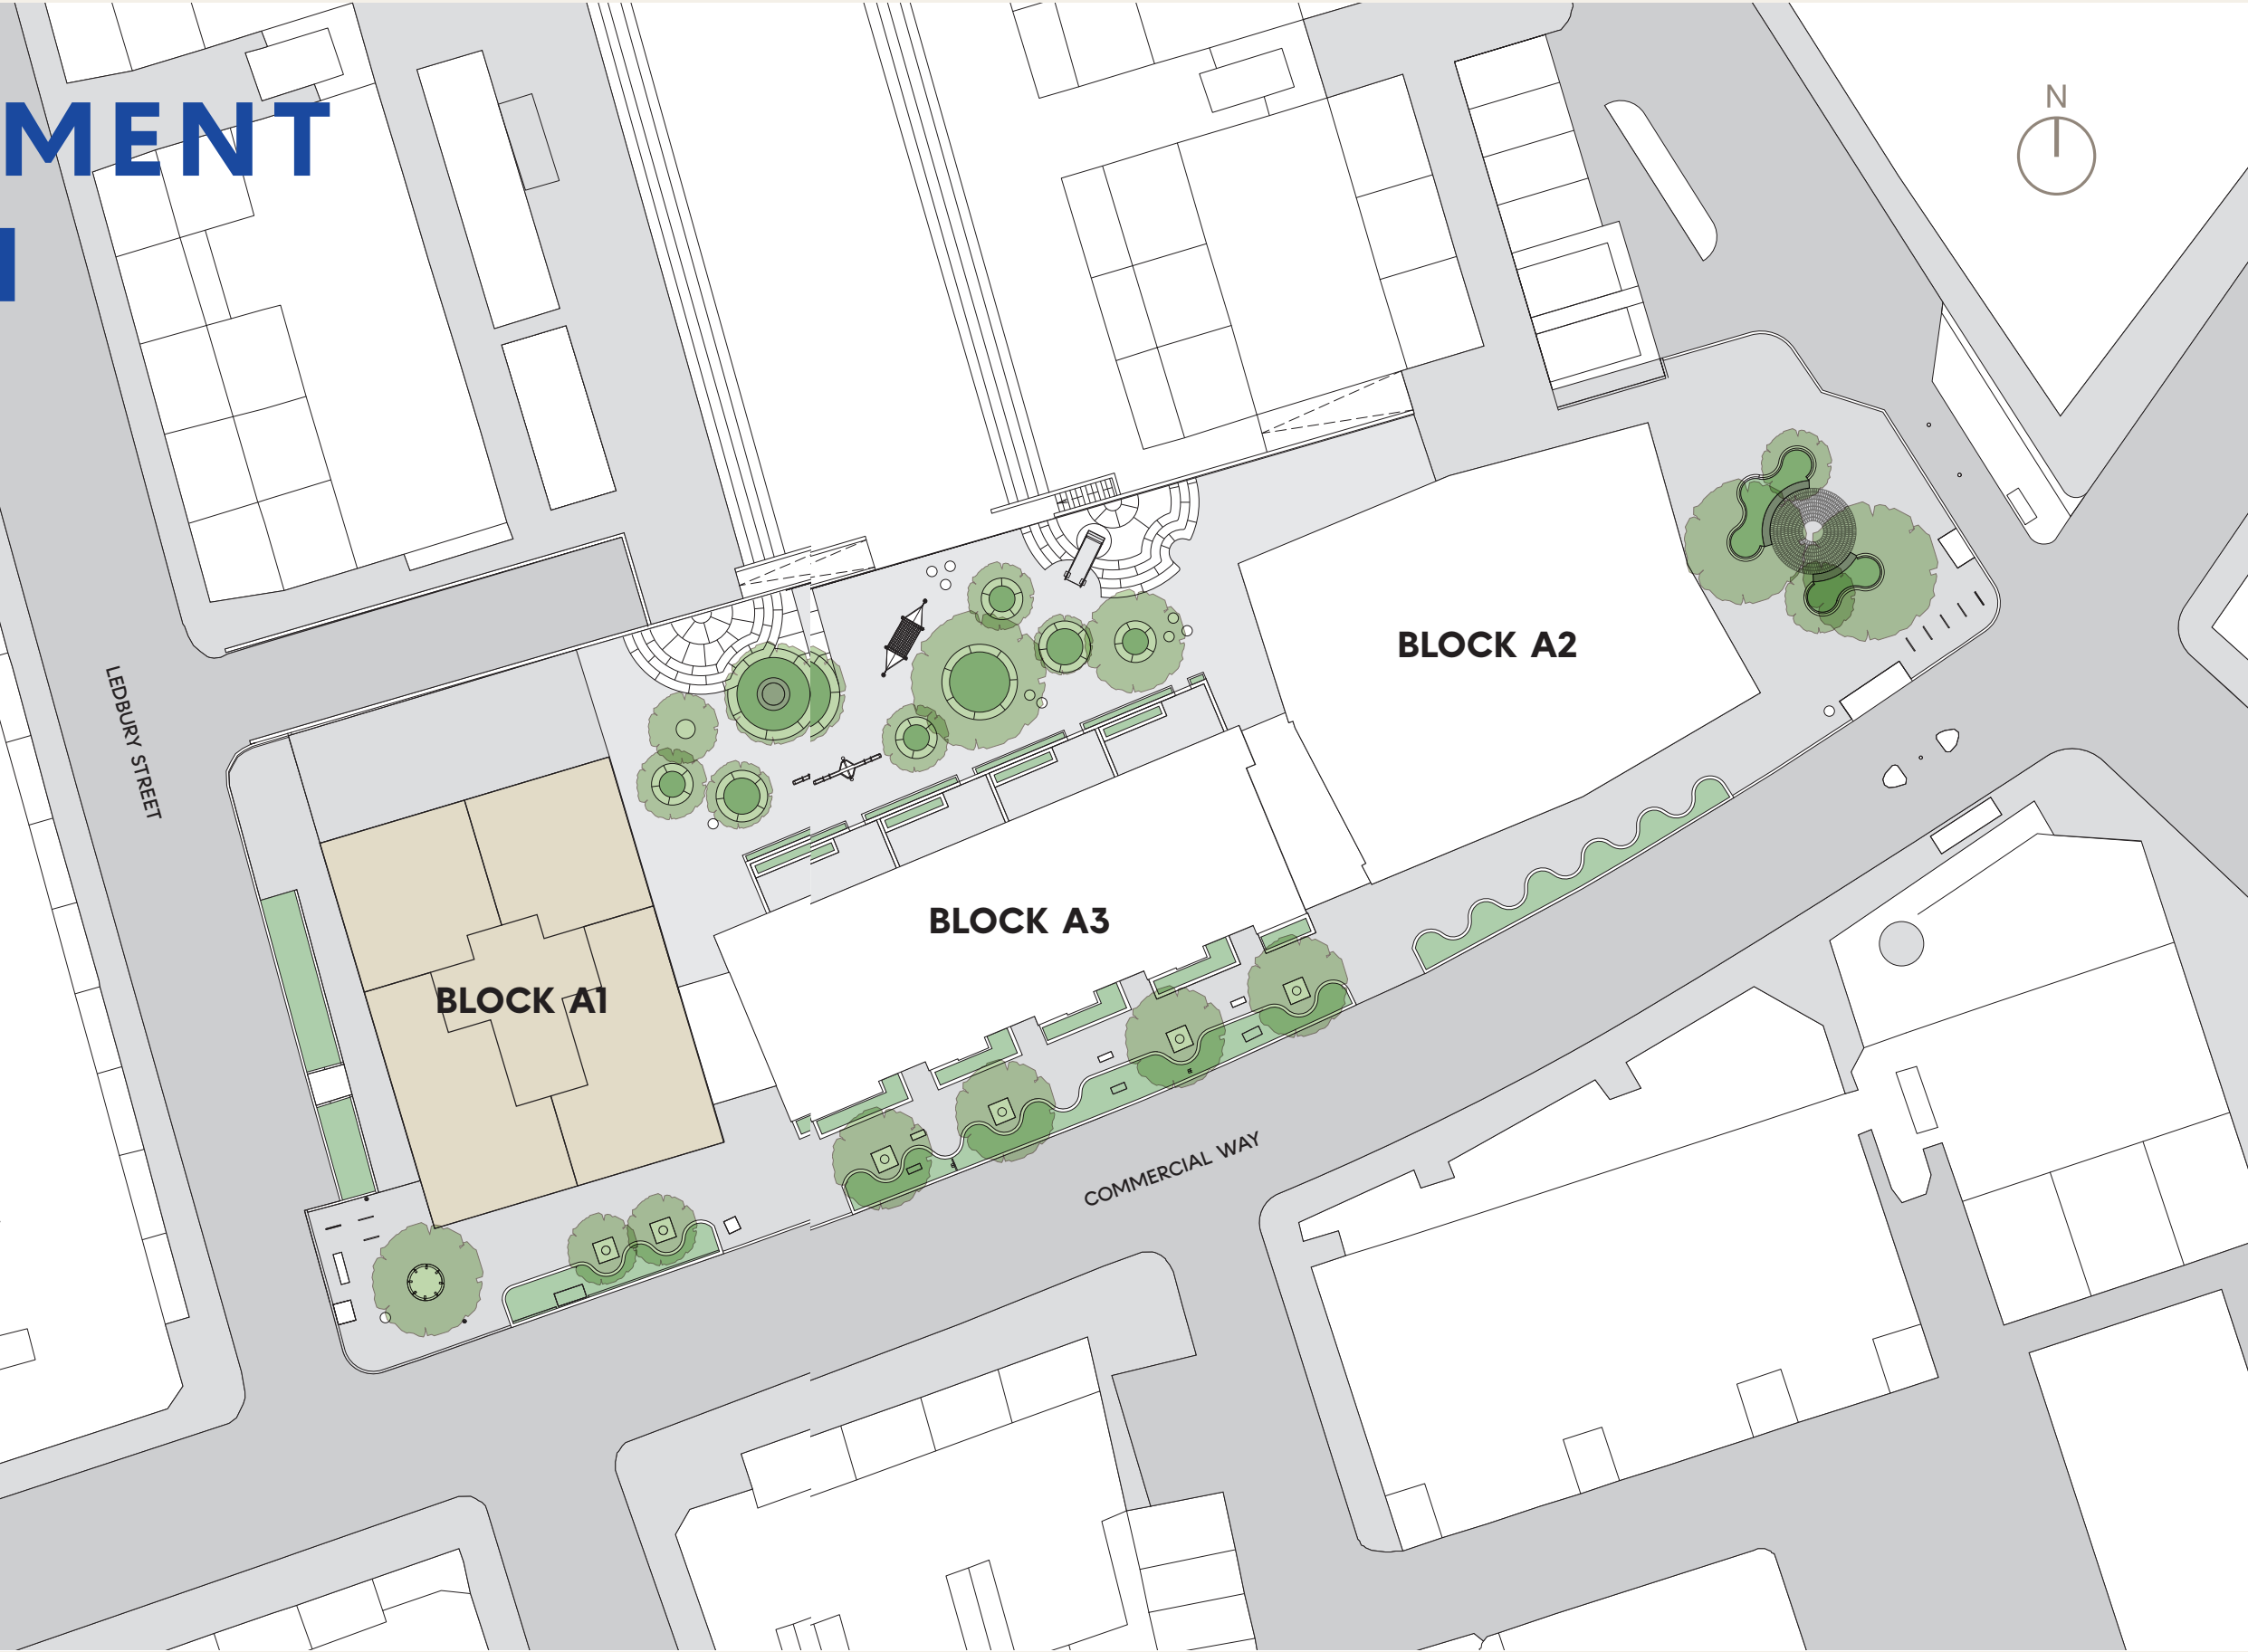 MENT
N
LEDBURY STREET
BLOCK A2
BLOCK A3
BLOCK A1
COMMERCIAL WAY